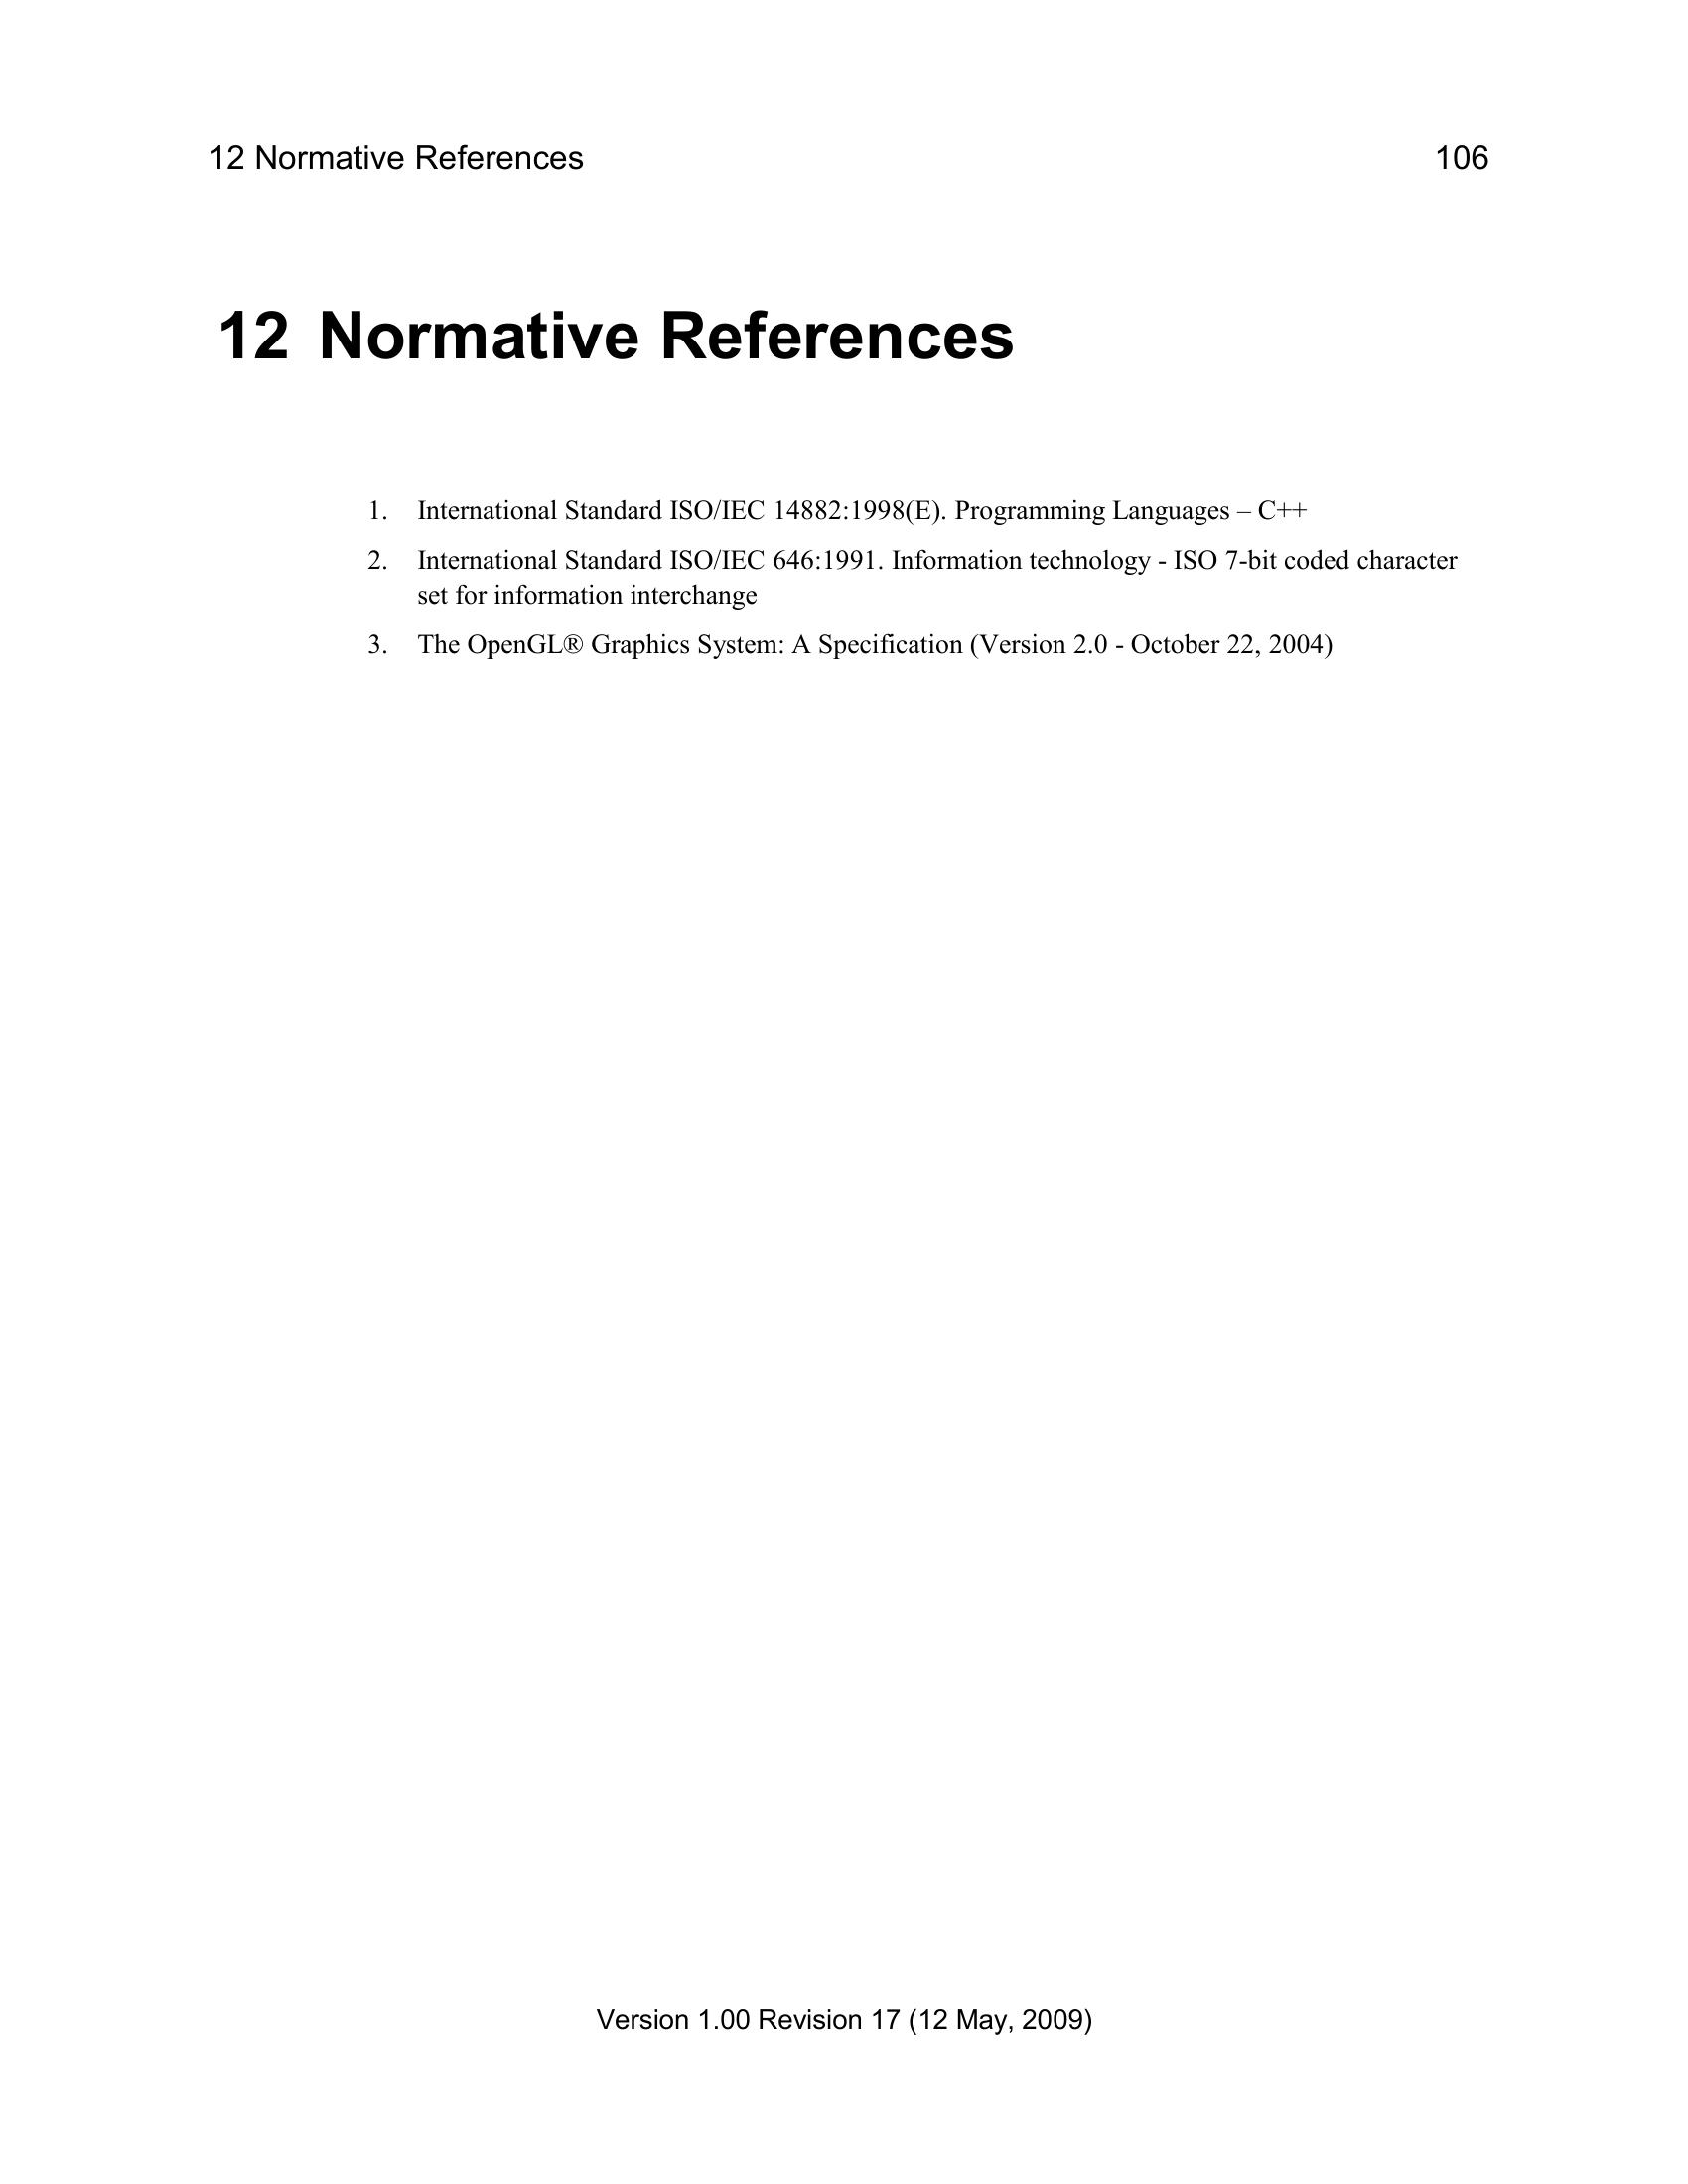 12 Normative References 106
12 Normative References
1. International Standard ISO/IEC 14882:1998(E). Programming Languages – C++
2. International Standard ISO/IEC 646:1991. Information technology - ISO 7-bit coded character
set for information interchange
3. The OpenGL® Graphics System: A Specification (Version 2.0 - October 22, 2004)
Version 1.00 Revision 17 (12 May, 2009)